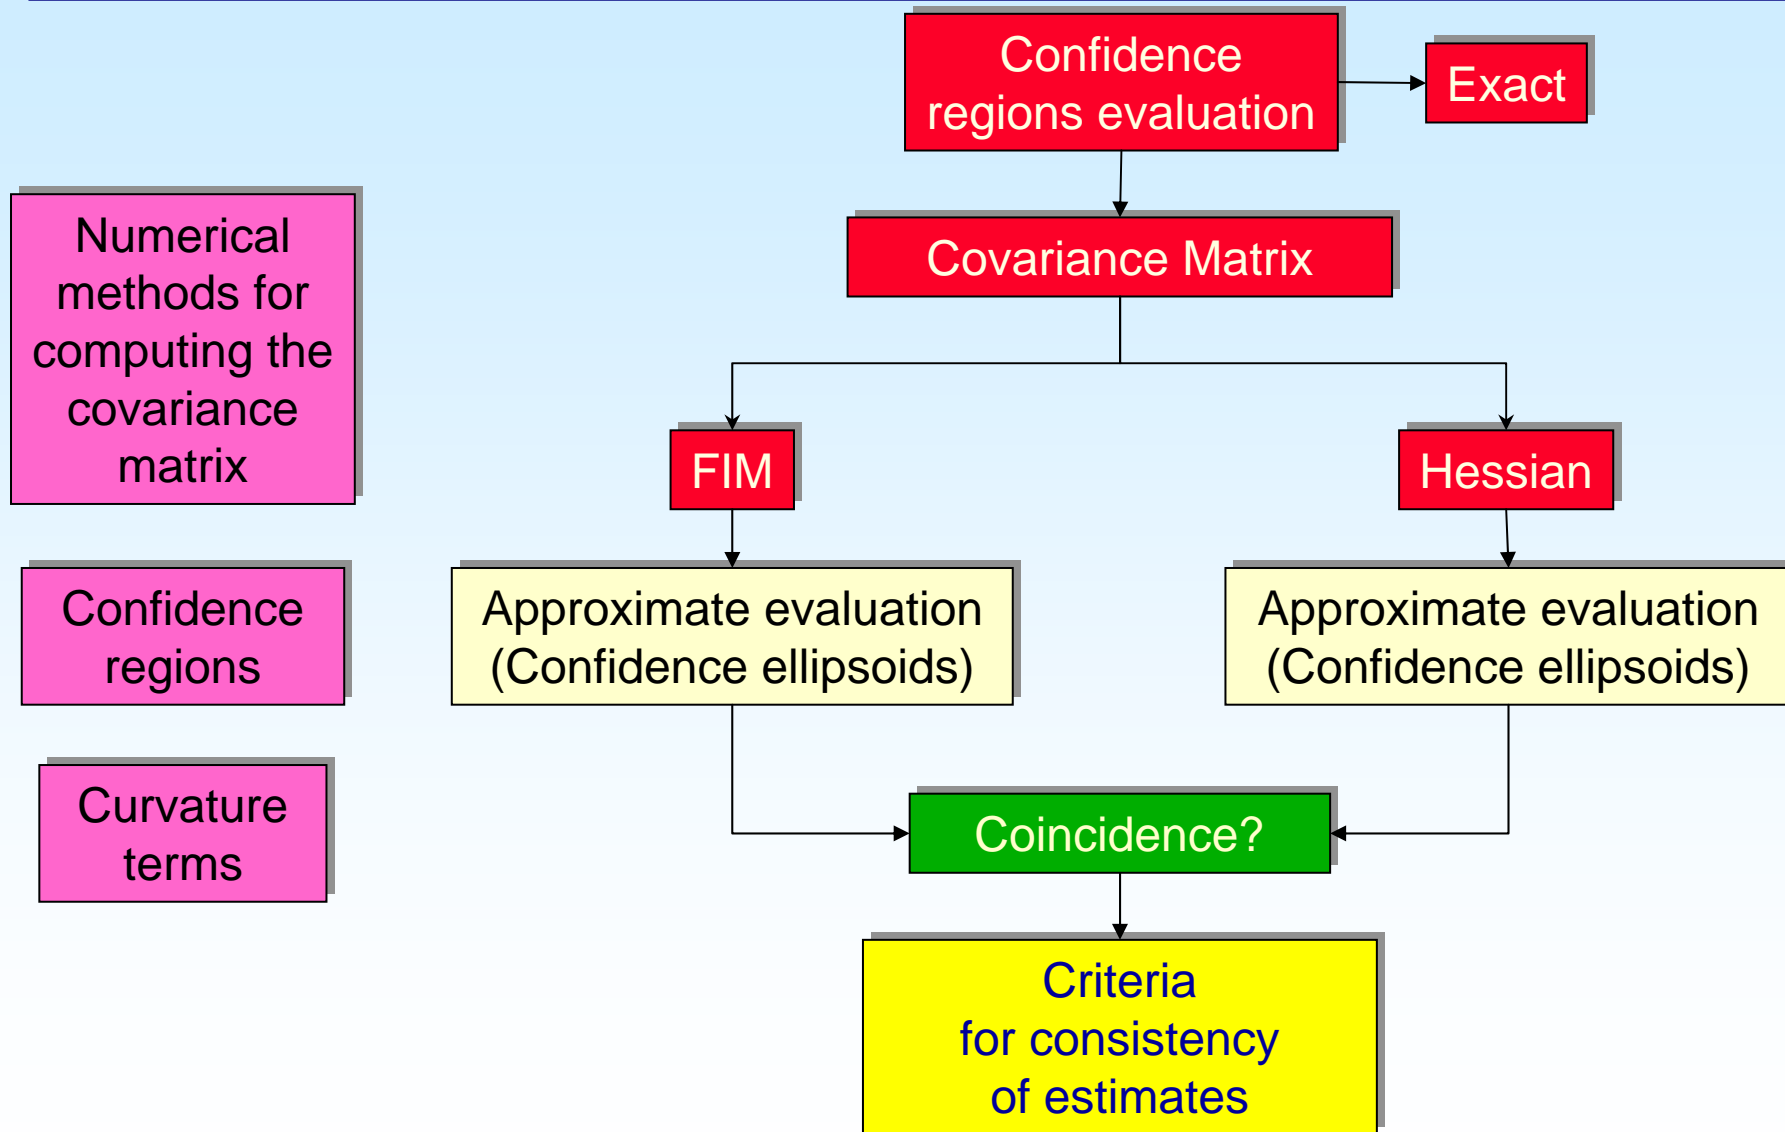 Confidence
regions evaluation
Exact
Numerical
methods for
computing the
covariance
matrix
Covariance Matrix
FIM
Hessian
Confidence
regions
Approximate evaluation
(Confidence ellipsoids)
Approximate evaluation
(Confidence ellipsoids)
Curvature
terms
Coincidence?
Criteria
for consistency
of estimates